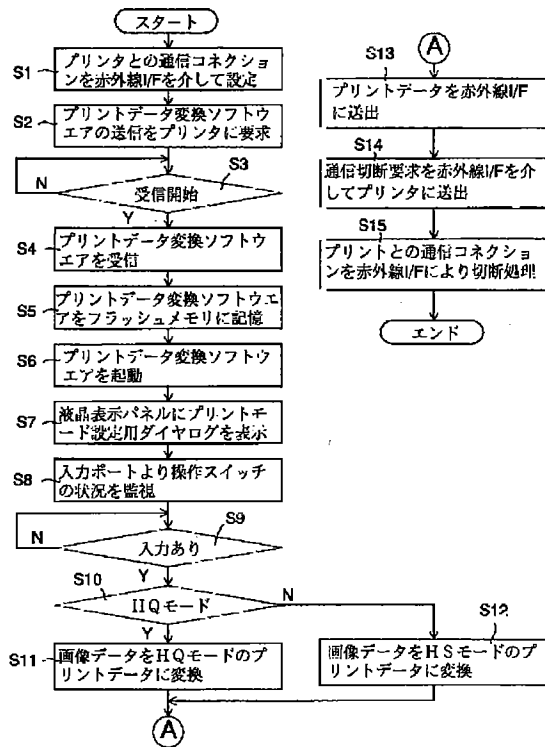 スタート
S1
プリンタとの通信コネクション
を赤外線I/Fを介して設定
S2
プリントデータ変換ソフトウ
エアの送信をプリンタに要求
S3
N
受信開始
Y
S4
プリントデータ変換ソフトウ
エアを受信
S5
プリントデータ変換ソフトウエ
アをフラッシュメモリに記憶
S6
プリントデータ変換ソフトウ
エアを起動
S7
液晶表示パネルにプリントモ
ード設定用ダイヤログを表示
S8
入力ポートより操作スイッチ
の状況を監視
S9
N
入力あり
Y
S10
HQモード
N
Y
S11
画像データをHQモードのプ
リントデータに変換
S12
画像データをHSモードのプ
リントデータに変換
A
A
S13
プリントデータを赤外線I/F
に送出
S14
通信切断要求を赤外線I/Fを介
してプリンタに送出
S15
プリントとの通信コネクショ
ンを赤外線I/Fにより切断処理
エンド